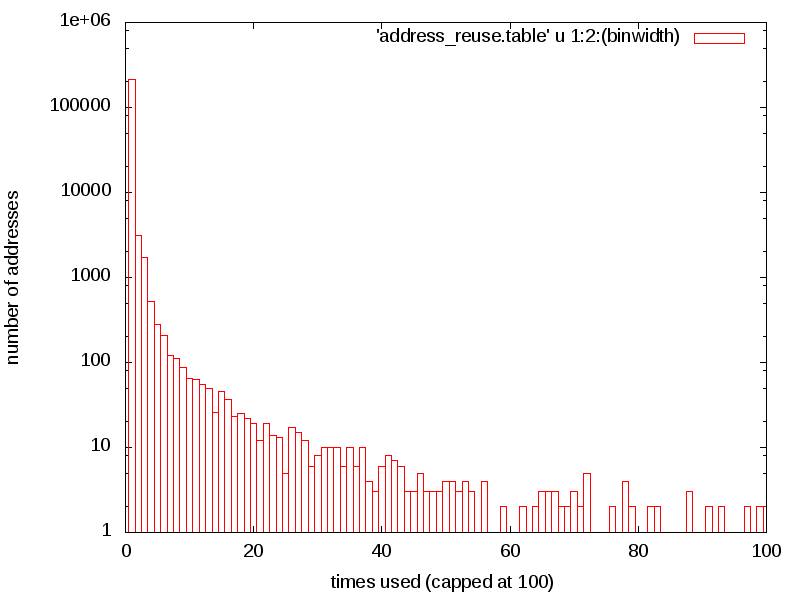 'address_reuse.table' u 1:2:(binwidth)
number of addresses
1e+06
100000
10000
1000
100
10
1
0 20 40 60 80 100
times used (capped at 100)